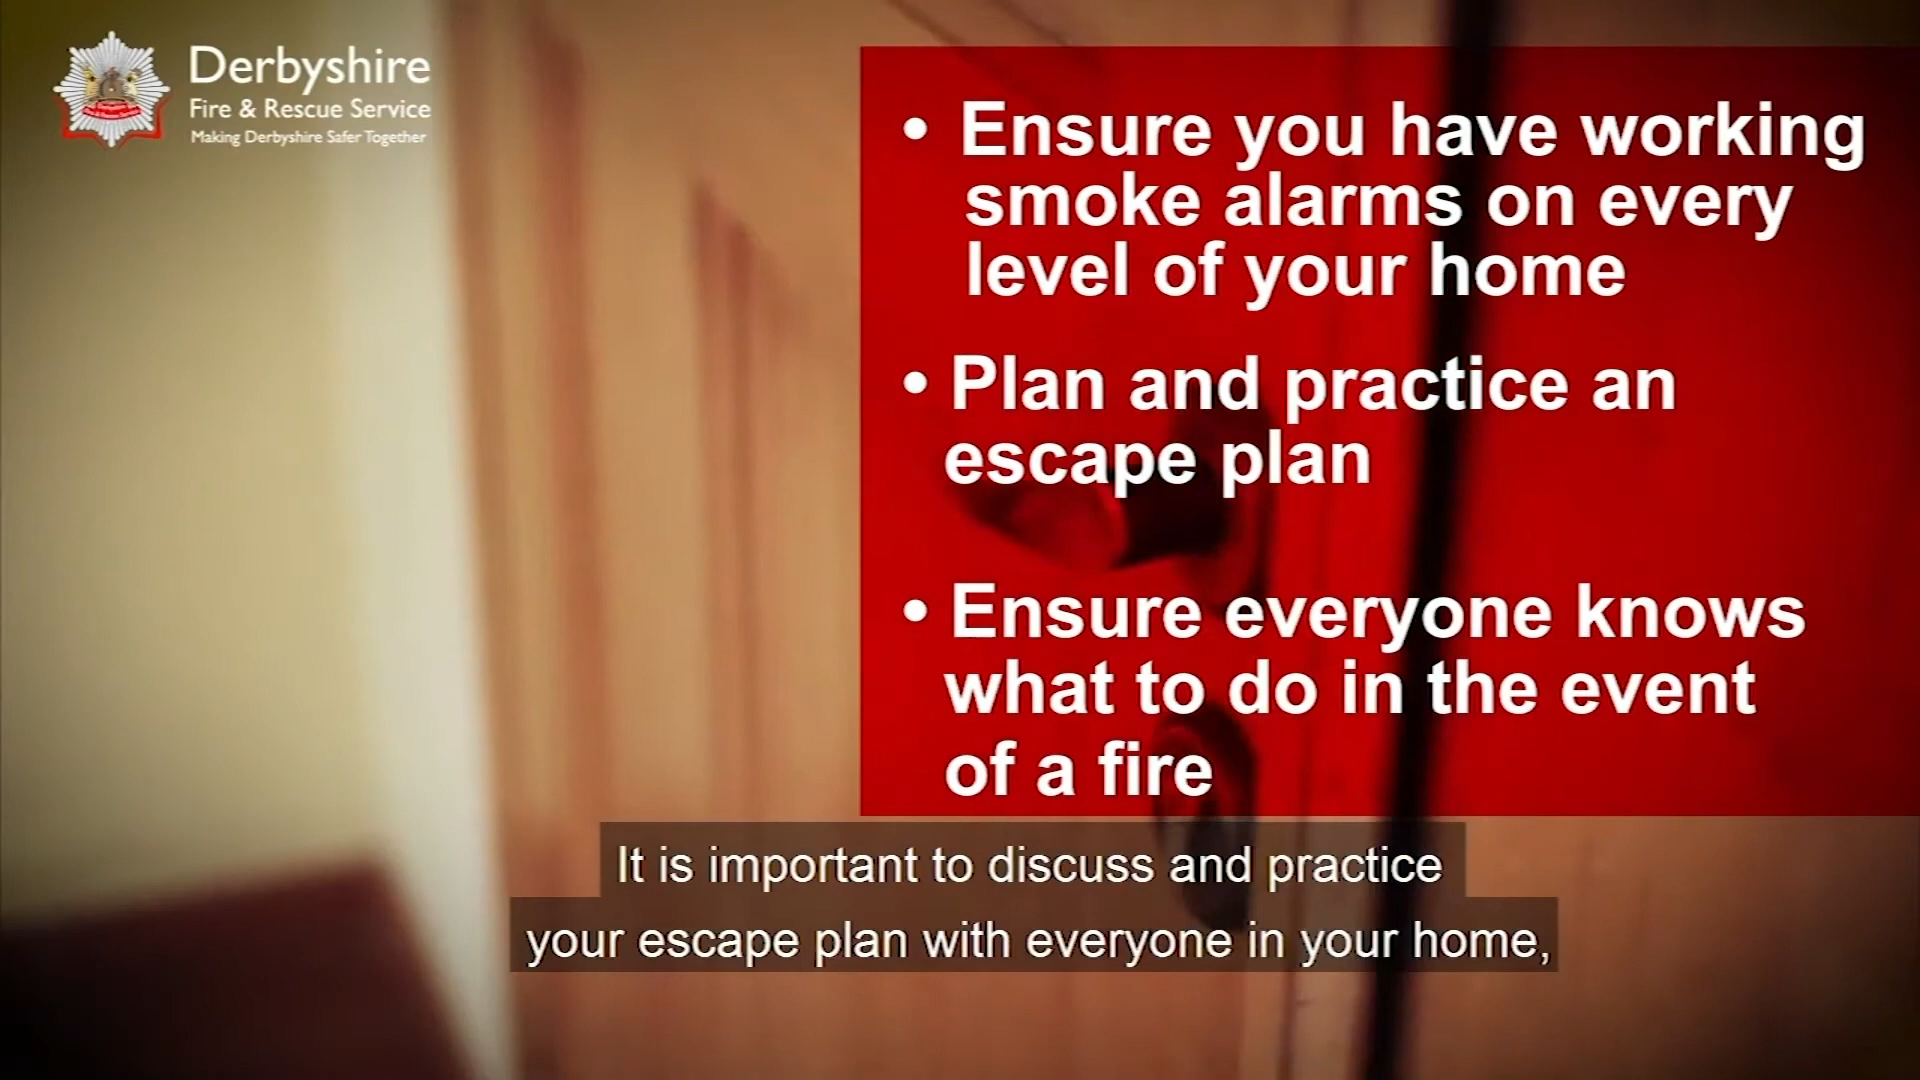 Derbyshire
Fire & Rescue Service
Making Derbyshire Safer Together
• Ensure you have working
smoke alarms on every
level of your home
• Plan and practice an
escape plan
• Ensure everyone knows
what to do in the event
of a fire
It is important to discuss and practice
your escape plan with everyone in your home,